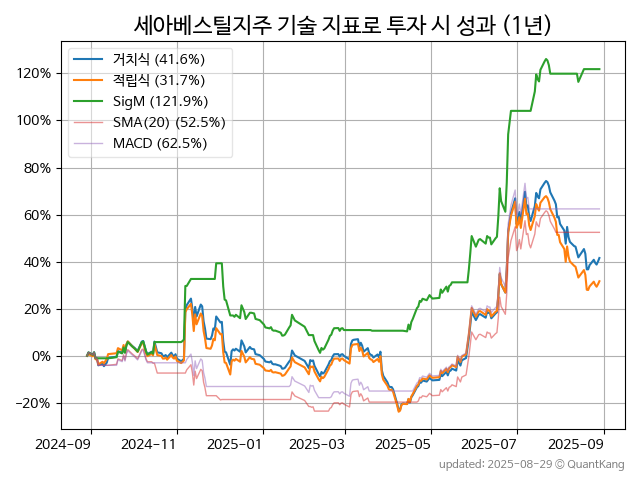 세아베스틸지주 기술 지표로 투자 시 성과 (1년)
거치식 (41.6%)
적립식 (31.7%)
SigM (121.9%)
SMA(20) (52.5%)
MACD (62.5%)
120%
100%
80%
60%
40%
20%
0%
−20%
2024-09 2024-11 2025-01 2025-03 2025-05 2025-07 2025-09
updated: 2025-08-29 © QuantKang